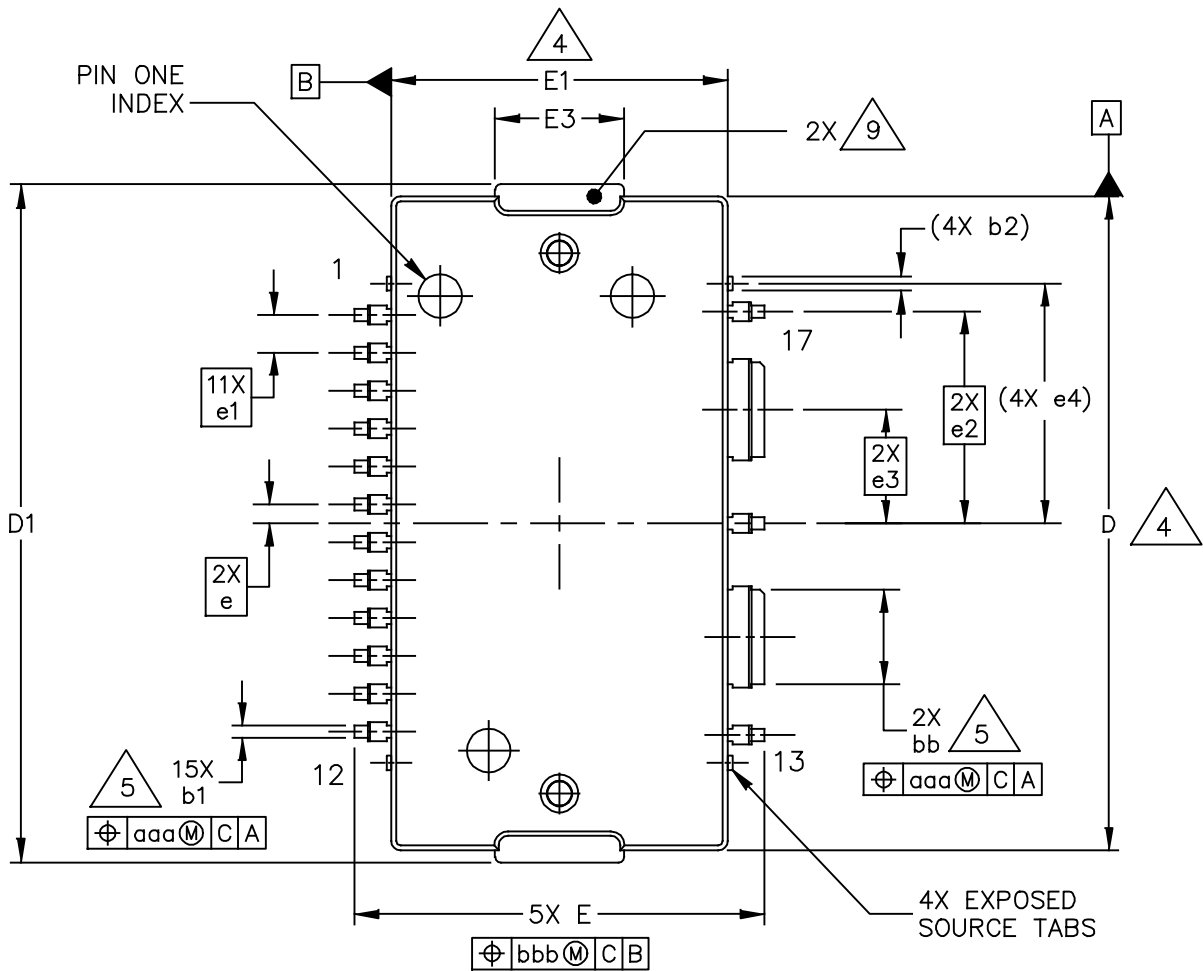 4
PIN ONE
INDEX
B
E1
E3
2X 9
A
(4X b2)
1
17
11X
e1
2X
e2
(4X e4)
2X
e3
D1
D
4
2X
e
2X
bb 5
⌖ aaa Ⓜ C A
5 15X
b1
⌖ aaa Ⓜ C A
12
13
5X E
⌖ bbb Ⓜ C B
4X EXPOSED
SOURCE TABS